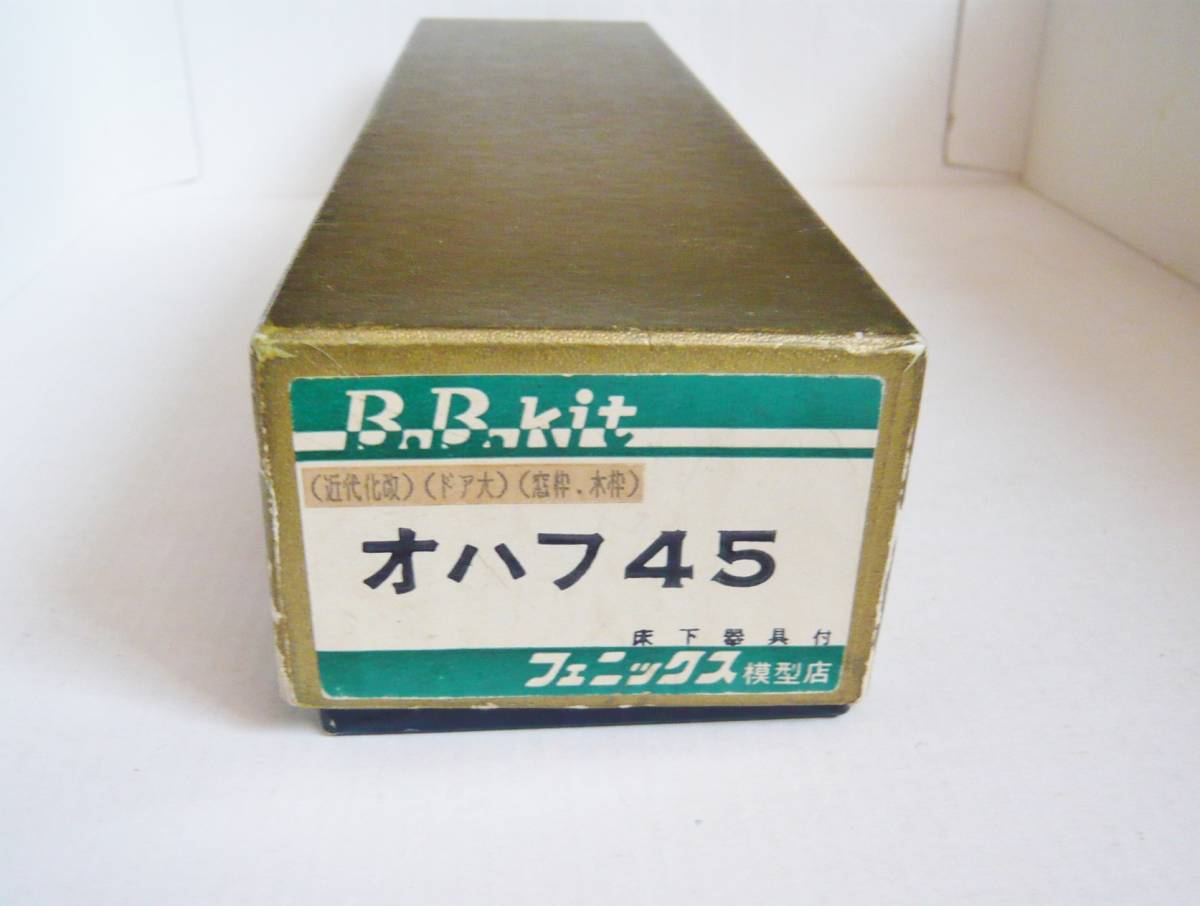 B.B.kit
(近代化改)(ドア大)(窓枠.木枠)
オハフ45
床下器具付
フェニックス模型店